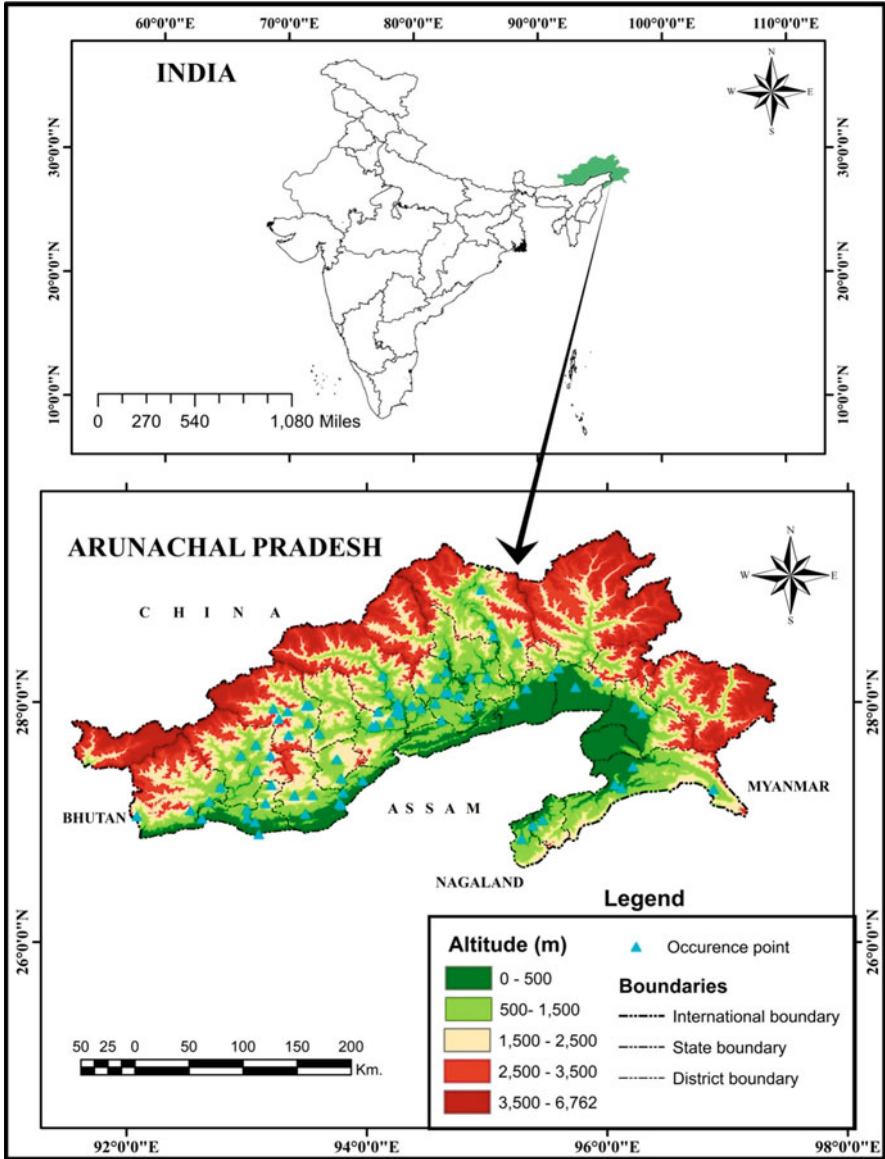 60°0'0"E 70°0'0"E 80°0'0"E 90°0'0"E 100°0'0"E 110°0'0"E
INDIA
N
W E
S
30°0'0"N 30°0'0"N
20°0'0"N 20°0'0"N
10°0'0"N 10°0'0"N
0 270 540 1,080 Miles
ARUNACHAL PRADESH
N
W E
S
C H I N A
28°0'0"N 28°0'0"N
MYANMAR
A S S A M
BHUTAN
NAGALAND
26°0'0"N 26°0'0"N
Legend
Altitude (m)
0 - 500
500- 1,500
1,500 - 2,500
2,500 - 3,500
3,500 - 6,762
Occurence point
Boundaries
International boundary
State boundary
District boundary
50 25 0 50 100 150 200
Km.
92°0'0"E 94°0'0"E 96°0'0"E 98°0'0"E